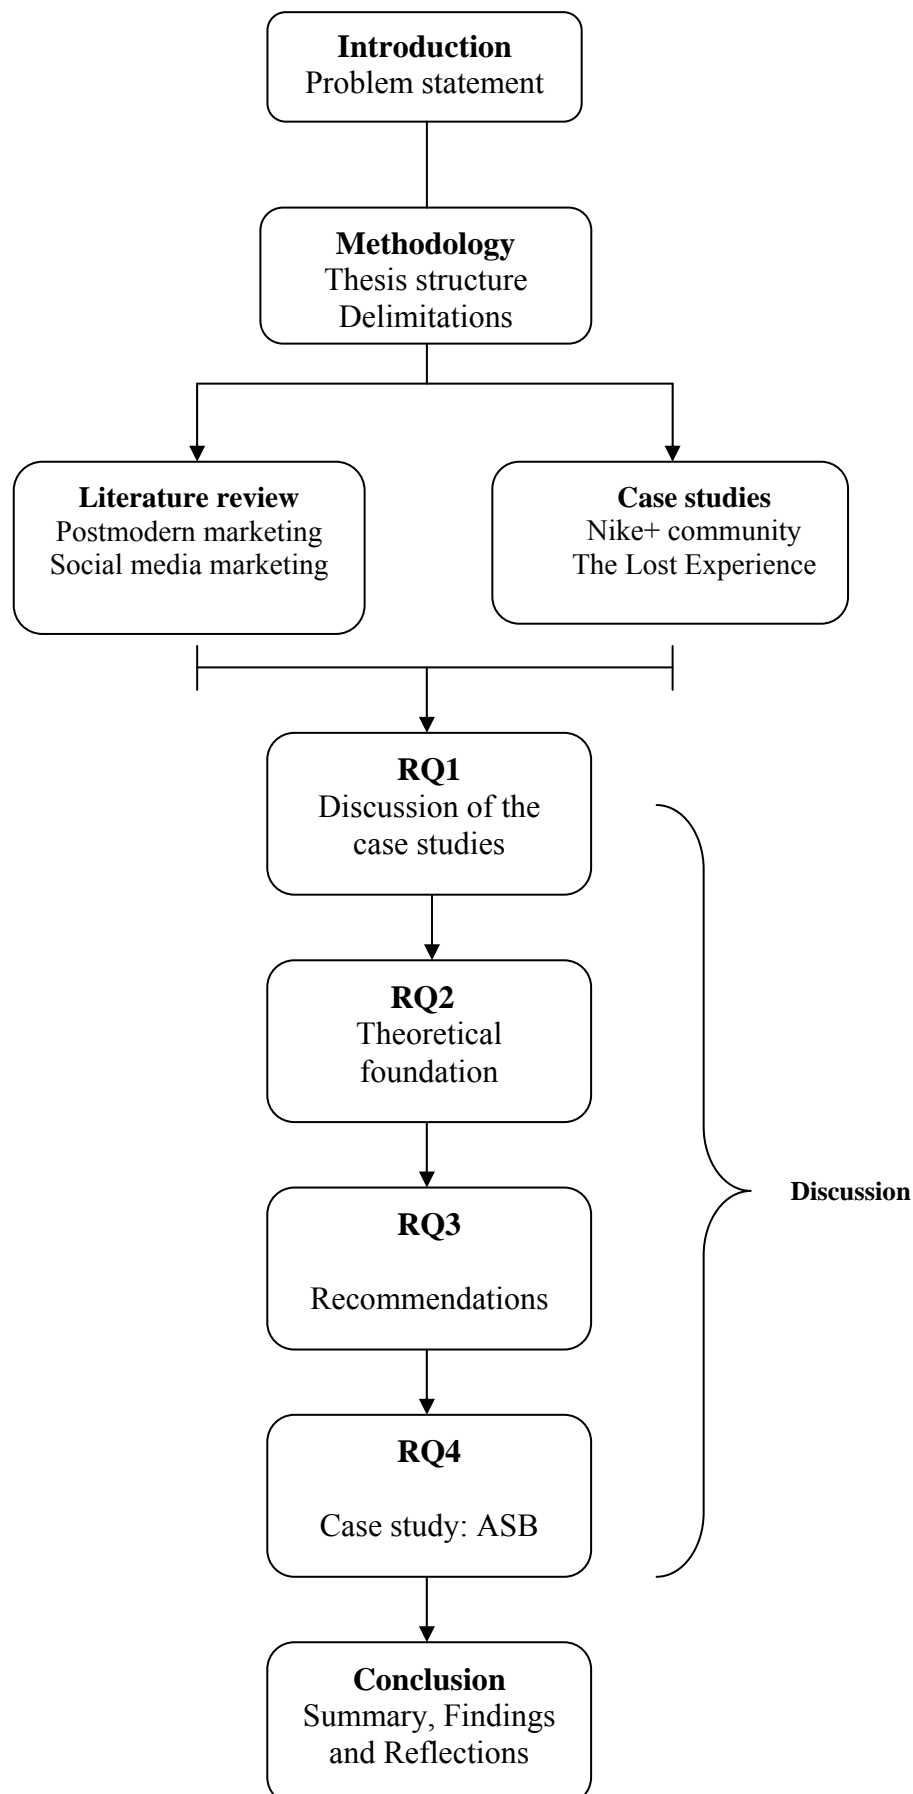 Introduction
Problem statement
Methodology
Thesis structure
Delimitations
Literature review
Postmodern marketing
Social media marketing
Case studies
Nike+ community
The Lost Experience
RQ1
Discussion of the
case studies
RQ2
Theoretical
foundation
RQ3
Recommendations
RQ4
Case study: ASB
Discussion
Conclusion
Summary, Findings
and Reflections